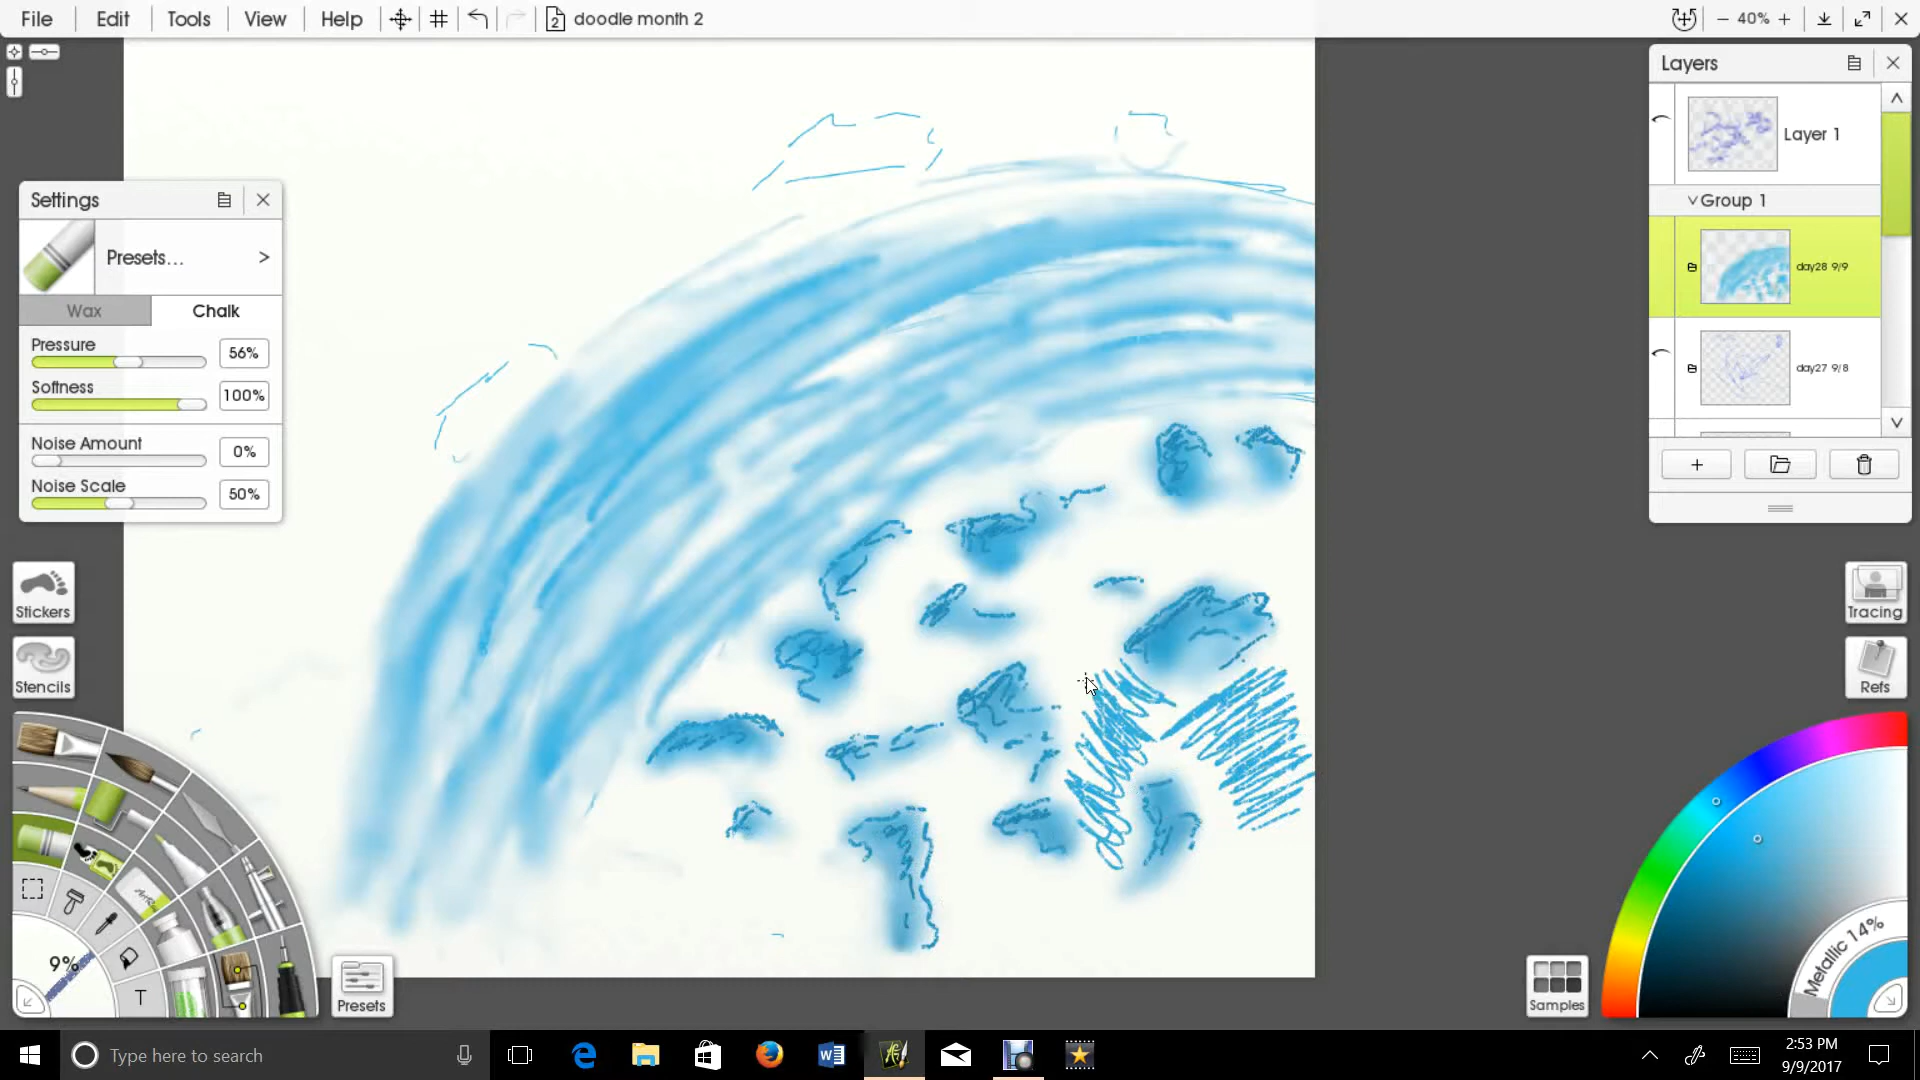 File Edit Tools View Help 2 doodle month 2 40%
Settings
Presets...
Wax Chalk
Pressure 56%
Softness 100%
Noise Amount 0%
Noise Scale 50%
Stickers
Stencils
9%
T
Presets
Layers
Layer 1
Group 1
day28 9/9
day27 9/8
Tracing
Refs
Samples
Metallic 14%
Type here to search
2:53 PM
9/9/2017